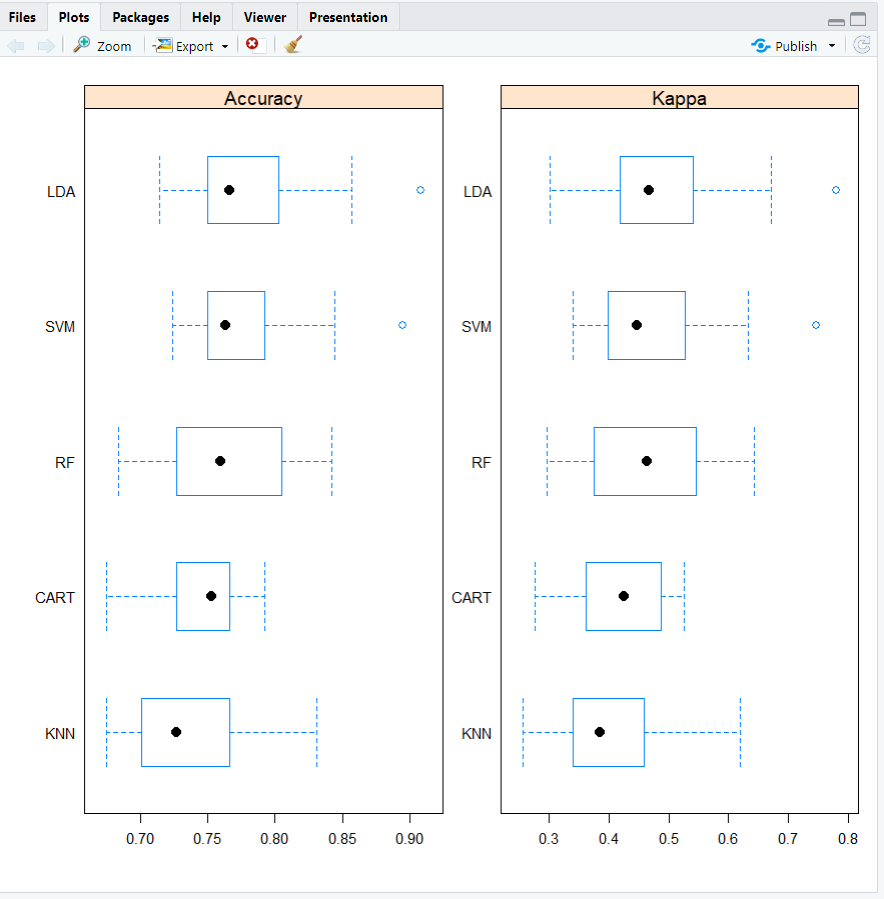 Files Plots Packages Help Viewer Presentation
Zoom Export Publish
Accuracy Kappa
LDA LDA
SVM SVM
RF RF
CART CART
KNN KNN
0.70 0.75 0.80 0.85 0.90 0.3 0.4 0.5 0.6 0.7 0.8